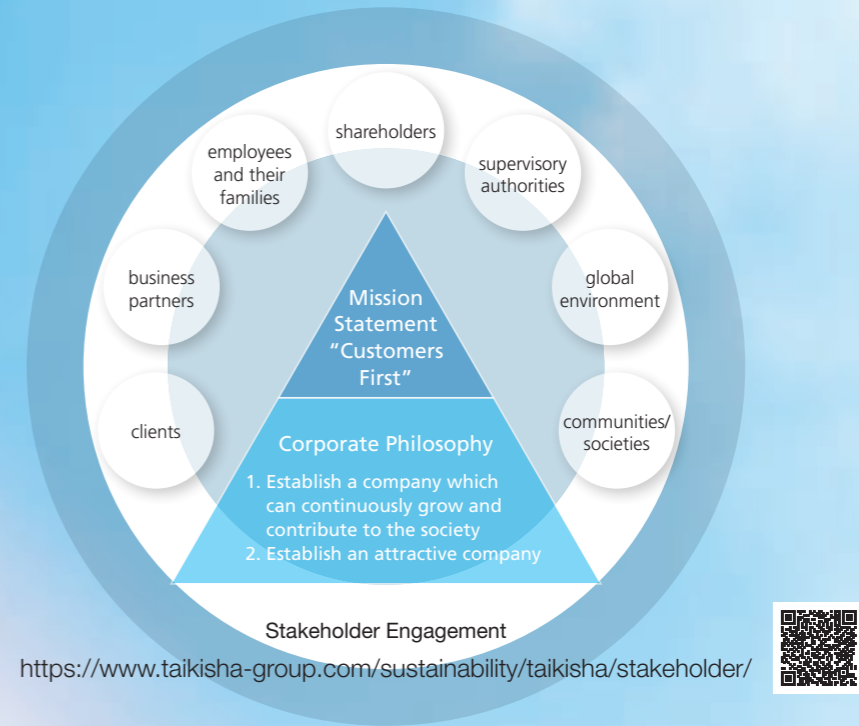 shareholders
employees
and their
families
supervisory
authorities
business
partners
global
environment
clients
communities/
societies
Mission
Statement
“Customers
First”
Corporate Philosophy
1. Establish a company which
can continuously grow and
contribute to the society
2. Establish an attractive company
Stakeholder Engagement
https://www.taikisha-group.com/sustainability/taikisha/stakeholder/